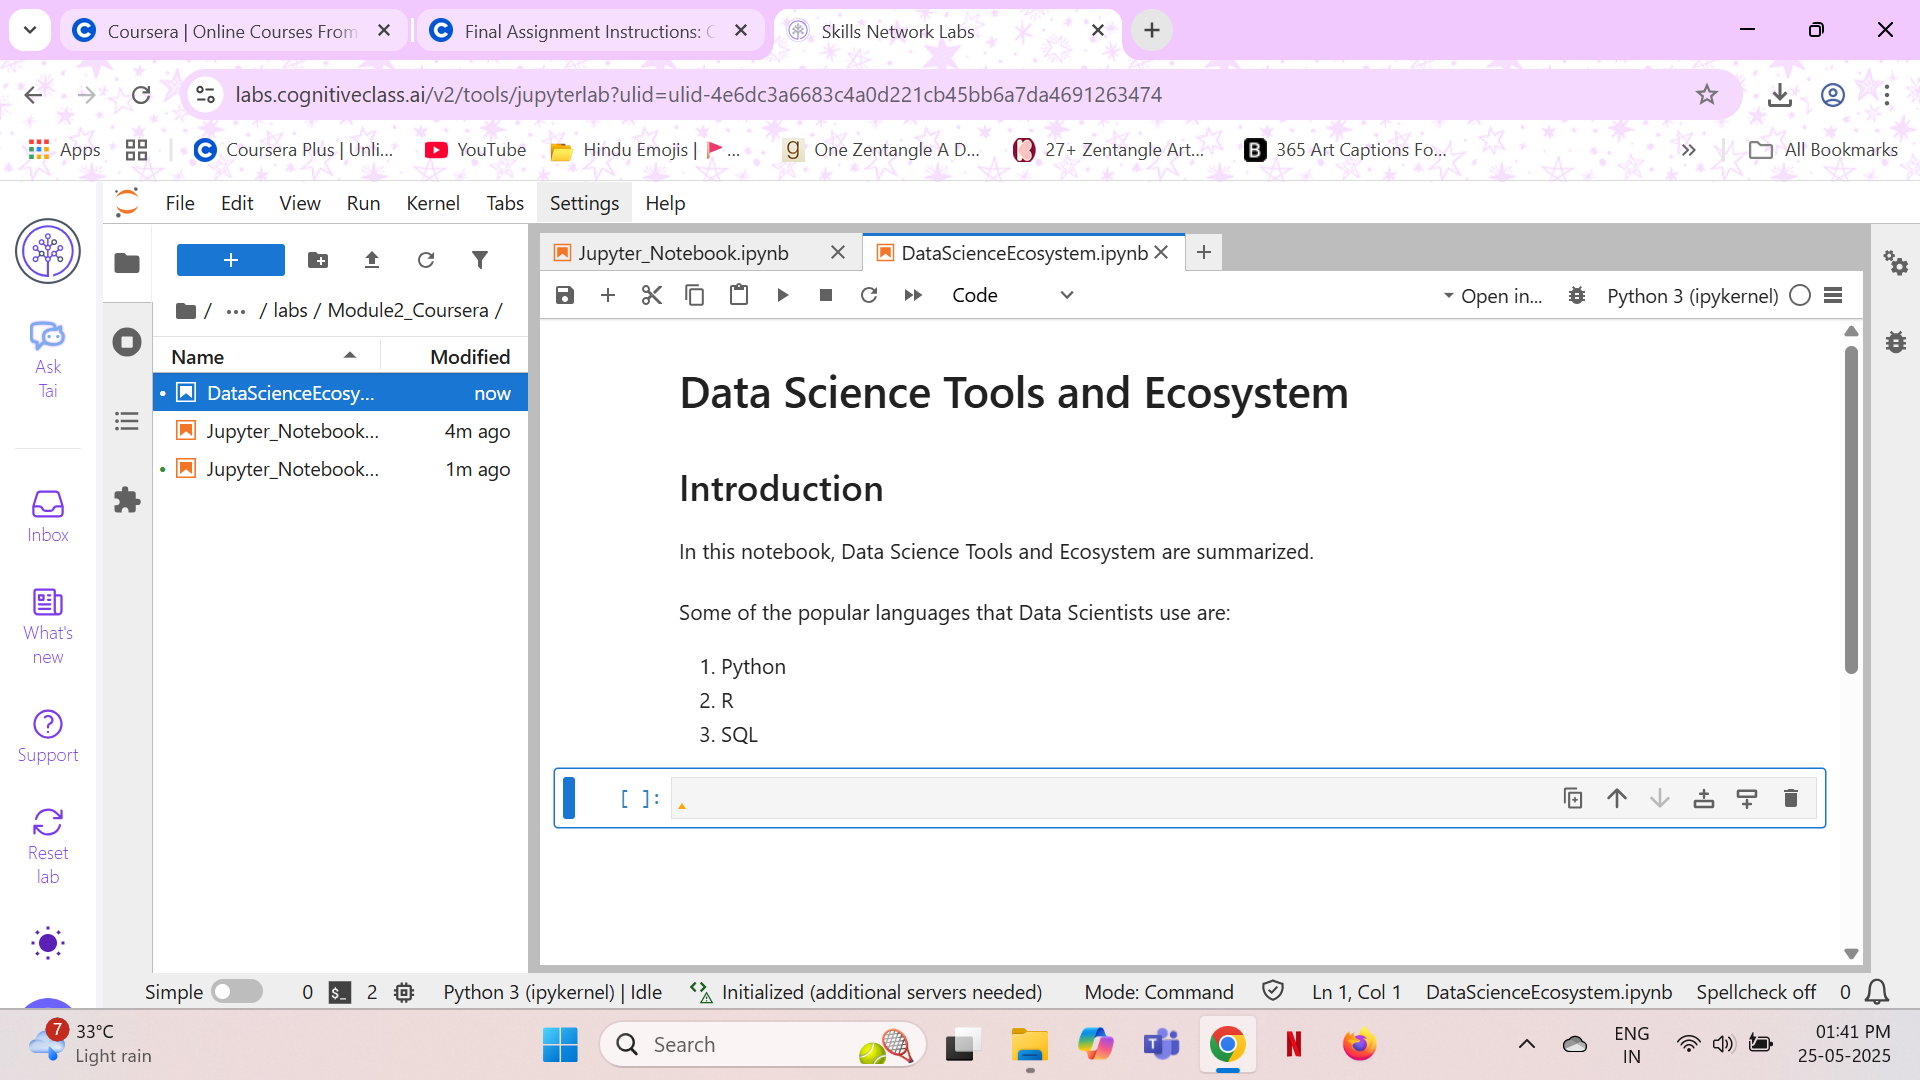 Coursera | Online Courses From
Final Assignment Instructions: C
Skills Network Labs
labs.cognitiveclass.ai/v2/tools/jupyterlab?ulid=ulid-4e6dc3a6683c4a0d221cb45bb6a7da4691263474
Apps
Coursera Plus | Unli...
YouTube
Hindu Emojis | 🚩 ...
One Zentangle A D...
27+ Zentangle Art...
365 Art Captions Fo...
All Bookmarks
File Edit View Run Kernel Tabs Settings Help
Ask
Tai
Inbox
What's
new
Support
Reset
lab
/ ... / labs / Module2_Coursera /
Name Modified
DataScienceEcosy... now
Jupyter_Notebook... 4m ago
Jupyter_Notebook... 1m ago
Jupyter_Notebook.ipynb
DataScienceEcosystem.ipynb
Code
Open in...
Python 3 (ipykernel)
Data Science Tools and Ecosystem
Introduction
In this notebook, Data Science Tools and Ecosystem are summarized.
Some of the popular languages that Data Scientists use are:
1. Python
2. R
3. SQL
[ ]:
Simple 0 $_ 2 Python 3 (ipykernel) | Idle Initialized (additional servers needed) Mode: Command Ln 1, Col 1 DataScienceEcosystem.ipynb Spellcheck off 0
7
33°C
Light rain
Search
ENG
IN
01:41 PM
25-05-2025